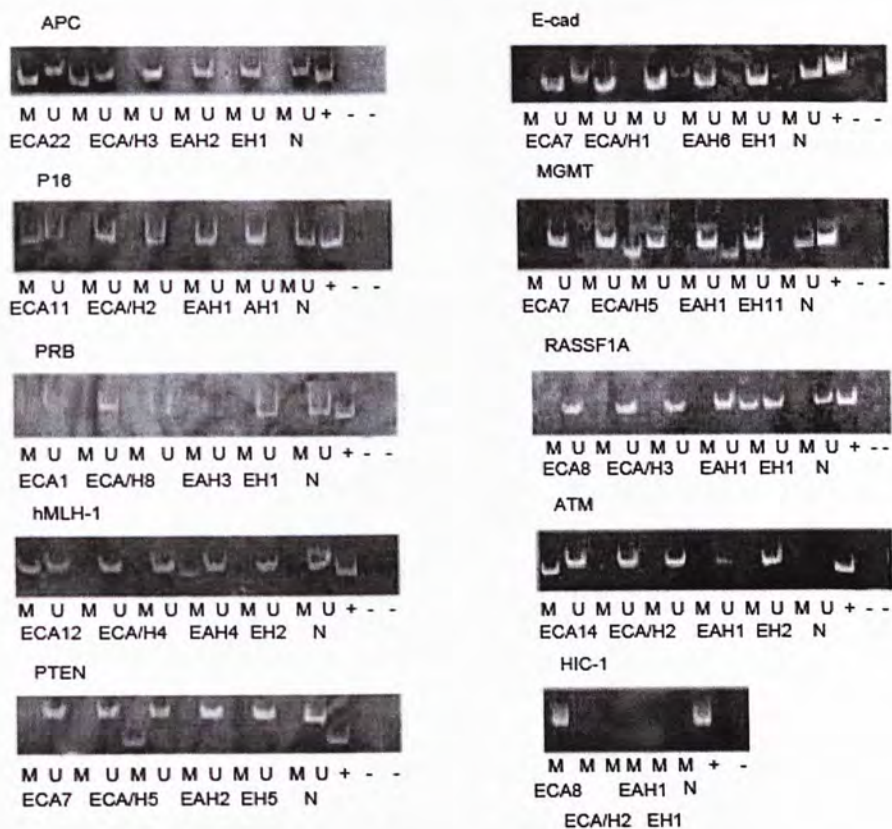 APC
M U M U M U M U M U M U + - -
ECA22 ECA/H3 EAH2 EH1 N
P16
M U M U M U M U M U M U + - -
ECA11 ECA/H2 EAH1 AH1 N
PRB
M U M U M U M U M U M U + - -
ECA1 ECA/H8 EAH3 EH1 N
hMLH-1
M U M U M U M U M U M U + - -
ECA12 ECA/H4 EAH4 EH2 N
PTEN
M U M U M U M U M U M U + - -
ECA7 ECA/H5 EAH2 EH5 N
E-cad
M U M U M U M U M U M U + - -
ECA7 ECA/H1 EAH6 EH1 N
MGMT
M U M U M U M U M U M U + - -
ECA7 ECA/H5 EAH1 EH11 N
RASSF1A
M U M U M U M U M U M U + - -
ECA8 ECA/H3 EAH1 EH1 N
ATM
M U M U M U M U M U M U + - -
ECA14 ECA/H2 EAH1 EH2 N
HIC-1
M M M M M M + -
ECA8 EAH1 N
ECA/H2 EH1